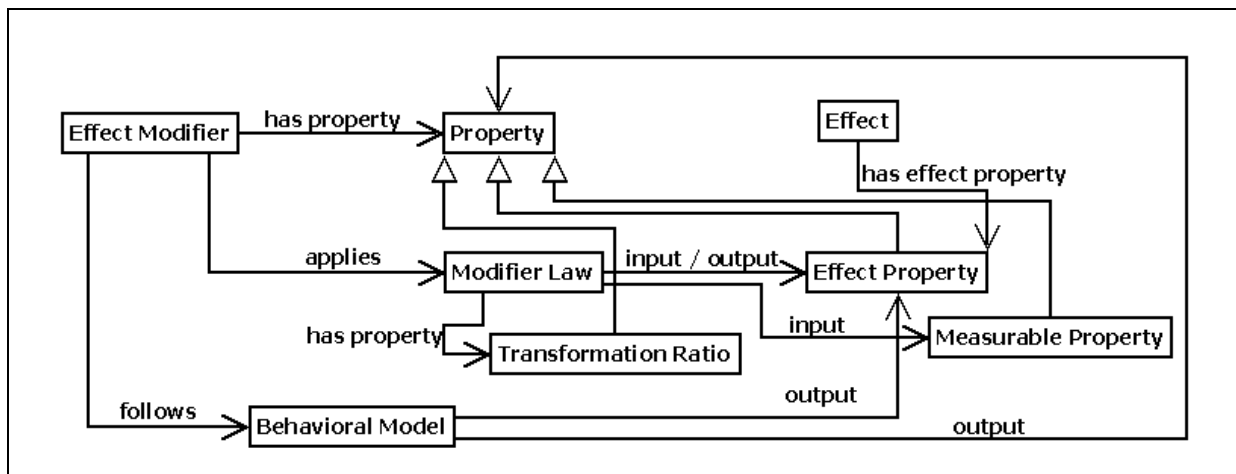 Effect Modifier
has property
Property
Effect
has effect property
applies
Modifier Law
input / output
Effect Property
has property
Transformation Ratio
input
Measurable Property
follows
Behavioral Model
output
output